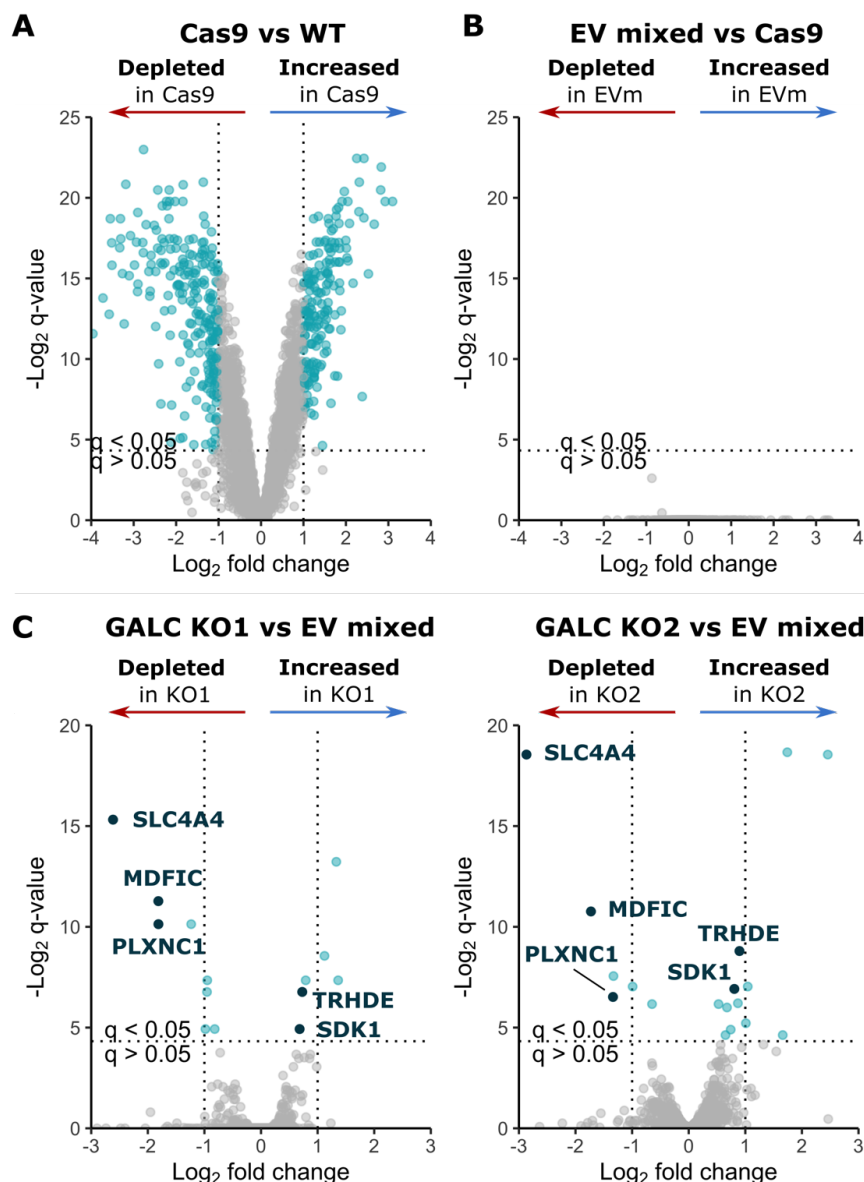 A
Cas9 vs WT
Depleted
in Cas9
Increased
in Cas9
25
20
15
10
5
0
-Log2 q-value
q < 0.05
q > 0.05
-4 -3 -2 -1 0 1 2 3 4
Log2 fold change
B
EV mixed vs Cas9
Depleted
in EVm
Increased
in EVm
25
20
15
10
5
0
-Log2 q-value
q < 0.05
q > 0.05
-4 -3 -2 -1 0 1 2 3 4
Log2 fold change
C
GALC KO1 vs EV mixed
Depleted
in KO1
Increased
in KO1
20
15
10
5
0
-Log2 q-value
SLC4A4
MDFIC
PLXNC1
TRHDE
SDK1
q < 0.05
q > 0.05
-3 -2 -1 0 1 2 3
Log2 fold change
GALC KO2 vs EV mixed
Depleted
in KO2
Increased
in KO2
20
15
10
5
0
-Log2 q-value
SLC4A4
MDFIC
TRHDE
PLXNC1
SDK1
q < 0.05
q > 0.05
-3 -2 -1 0 1 2 3
Log2 fold change